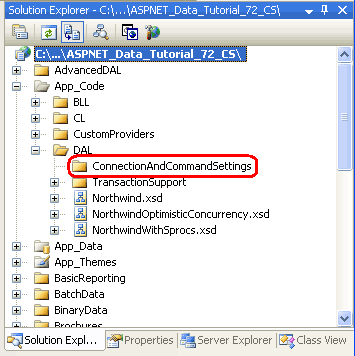 Solution Explorer - C:\...\ASPNET_Data_Tutorial_72_CS\
C:\...\ASPNET_Data_Tutorial_72_CS\
AdvancedDAL
App_Code
BLL
CL
CustomProviders
DAL
ConnectionAndCommandSettings
TransactionSupport
Northwind.xsd
NorthwindOptimisticConcurrency.xsd
NorthwindWithSprocs.xsd
App_Data
App_Themes
BasicReporting
BatchData
BinaryData
Brochures
Solution Expl... Properties Server Explorer Class View